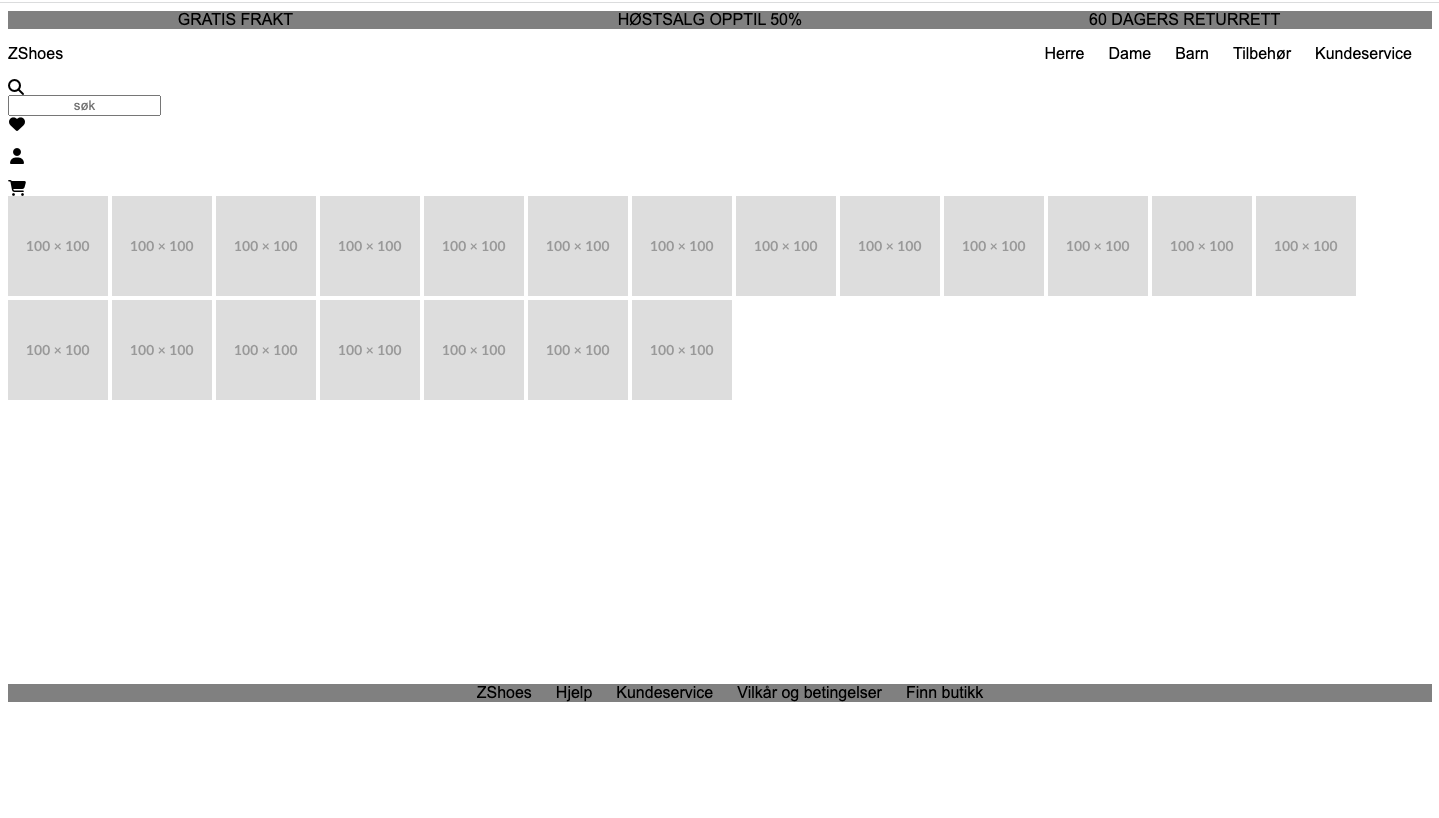 GRATIS FRAKT HØSTSALG OPPTIL 50% 60 DAGERS RETURRETT
ZShoes Herre Dame Barn Tilbehør Kundeservice
søk
100 × 100 100 × 100 100 × 100 100 × 100 100 × 100 100 × 100 100 × 100 100 × 100 100 × 100 100 × 100 100 × 100 100 × 100 100 × 100
100 × 100 100 × 100 100 × 100 100 × 100 100 × 100 100 × 100 100 × 100
ZShoes Hjelp Kundeservice Vilkår og betingelser Finn butikk